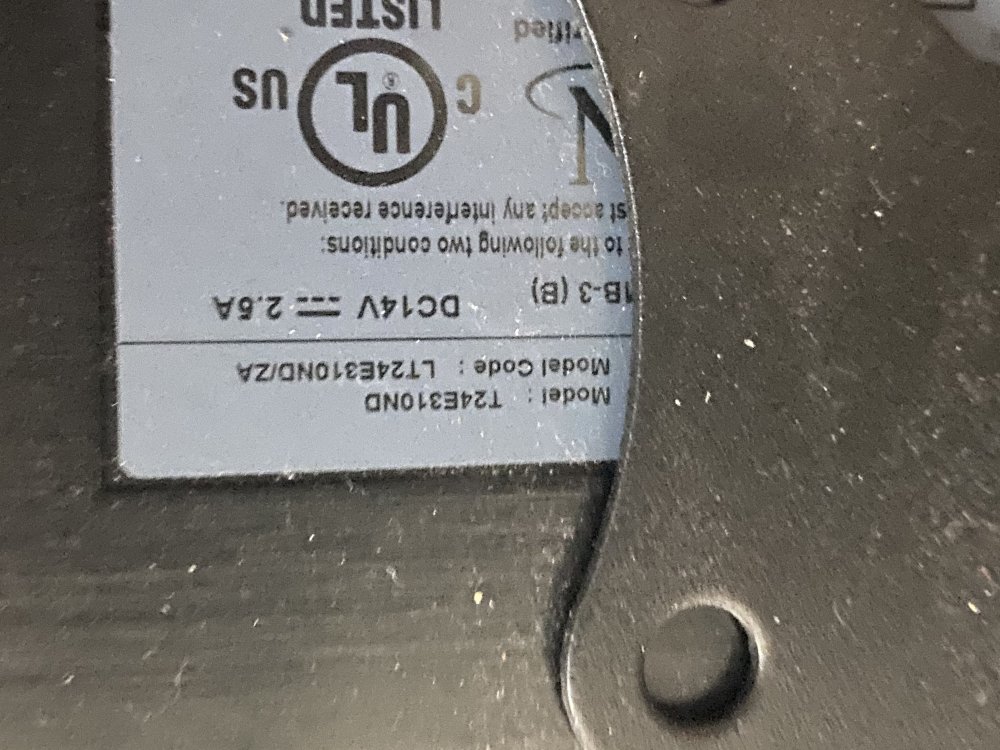 Model : T24E310ND
Model Code : LT24E310ND/ZA
B-3 (B) DC14V ⎓ 2.5A
to the following two conditions:
st accept any interference received.
N C UL ® US
rified LISTED